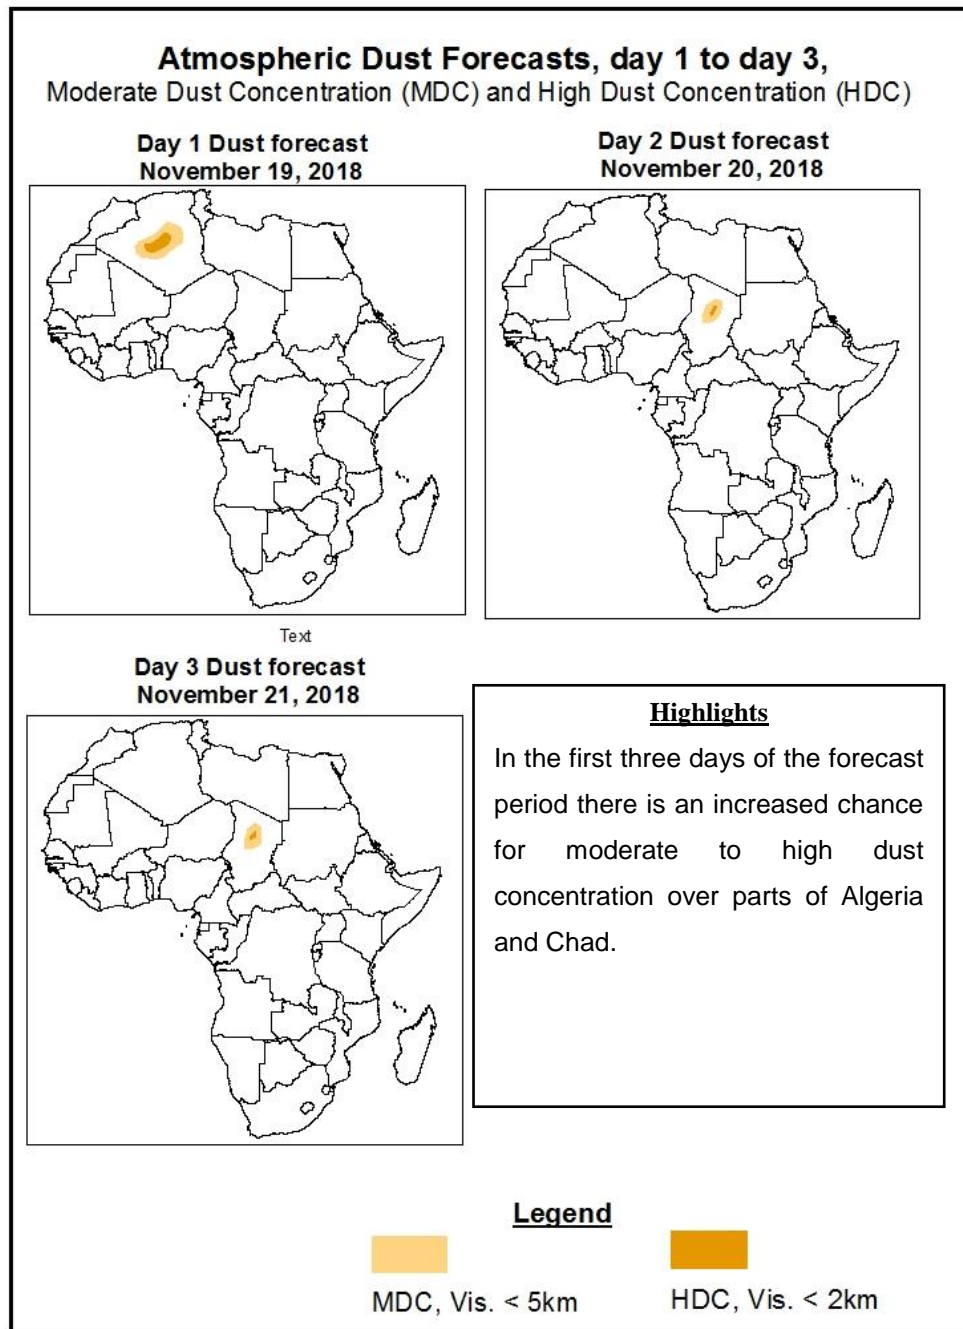 Atmospheric Dust Forecasts, day 1 to day 3,
Moderate Dust Concentration (MDC) and High Dust Concentration (HDC)
Day 1 Dust forecast
November 19, 2018
Day 2 Dust forecast
November 20, 2018
Text
Day 3 Dust forecast
November 21, 2018
Highlights
In the first three days of the forecast
period there is an increased chance
for moderate to high dust
concentration over parts of Algeria
and Chad.
Legend
MDC, Vis. < 5km
HDC, Vis. < 2km